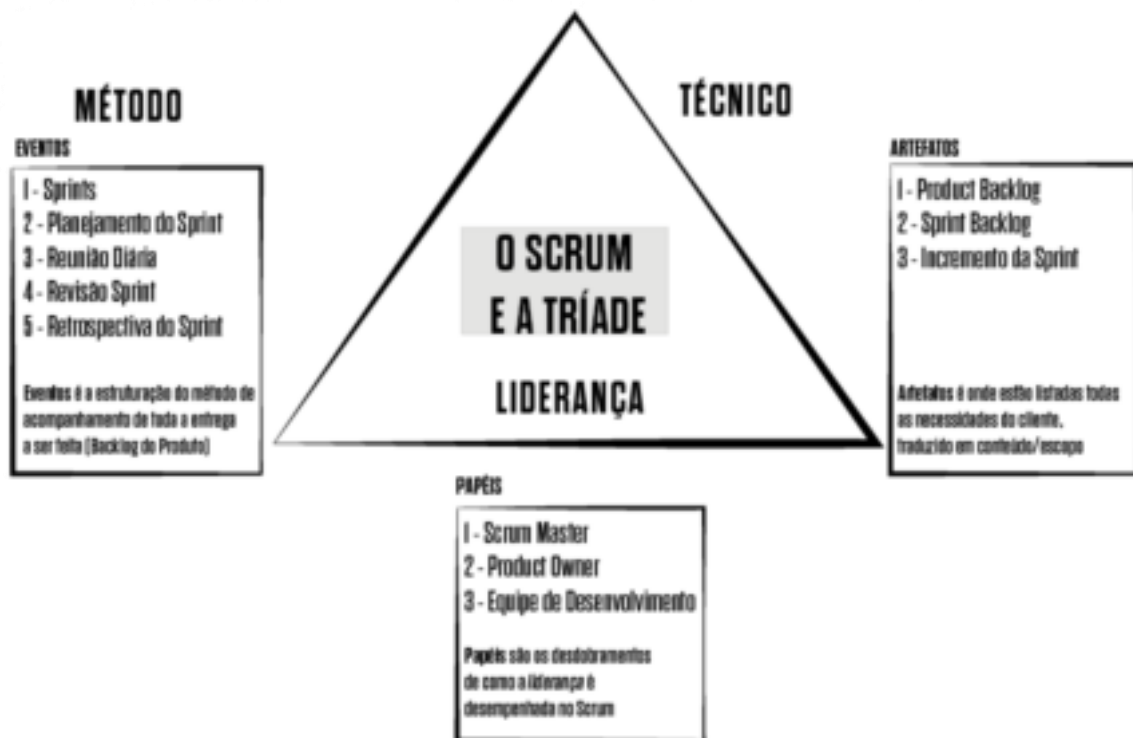 MÉTODO
EVENTOS
1 - Sprints
2 - Planejamento do Sprint
3 - Reunião Diária
4 - Revisão Sprint
5 - Retrospectiva do Sprint
Eventos é a estruturação do método de
acompanhamento de toda a entrega
a ser feita (Backlog do Produto)
TÉCNICO
ARTEFATOS
1 - Product Backlog
2 - Sprint Backlog
3 - Incremento da Sprint
Artefatos é onde estão listadas todas
as necessidades do cliente,
traduzido em conteúdo/escopo
O SCRUM
E A TRÍADE
LIDERANÇA
PAPÉIS
1 - Scrum Master
2 - Product Owner
3 - Equipe de Desenvolvimento
Papéis são os desdobramentos
de como a liderança é
desempenhada no Scrum